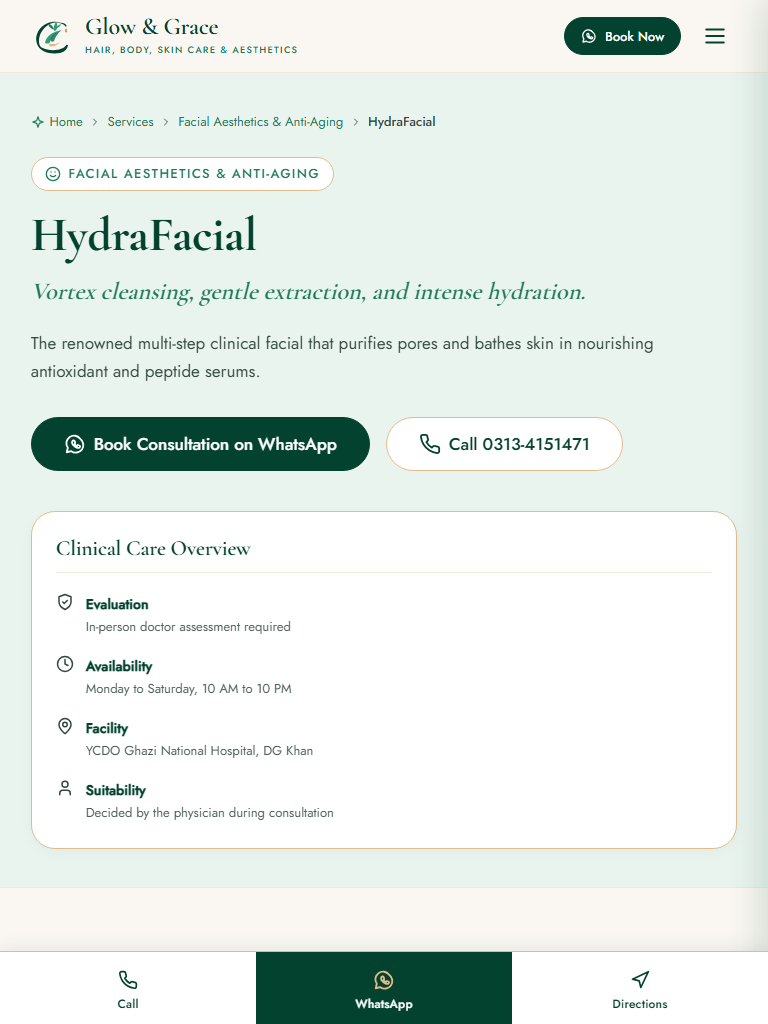 Glow & Grace
HAIR, BODY, SKIN CARE & AESTHETICS
Book Now
Home > Services > Facial Aesthetics & Anti-Aging > HydraFacial
FACIAL AESTHETICS & ANTI-AGING
HydraFacial
Vortex cleansing, gentle extraction, and intense hydration.
The renowned multi-step clinical facial that purifies pores and bathes skin in nourishing
antioxidant and peptide serums.
Book Consultation on WhatsApp
Call 0313-4151471
Clinical Care Overview
Evaluation
In-person doctor assessment required
Availability
Monday to Saturday, 10 AM to 10 PM
Facility
YCDO Ghazi National Hospital, DG Khan
Suitability
Decided by the physician during consultation
Call
WhatsApp
Directions